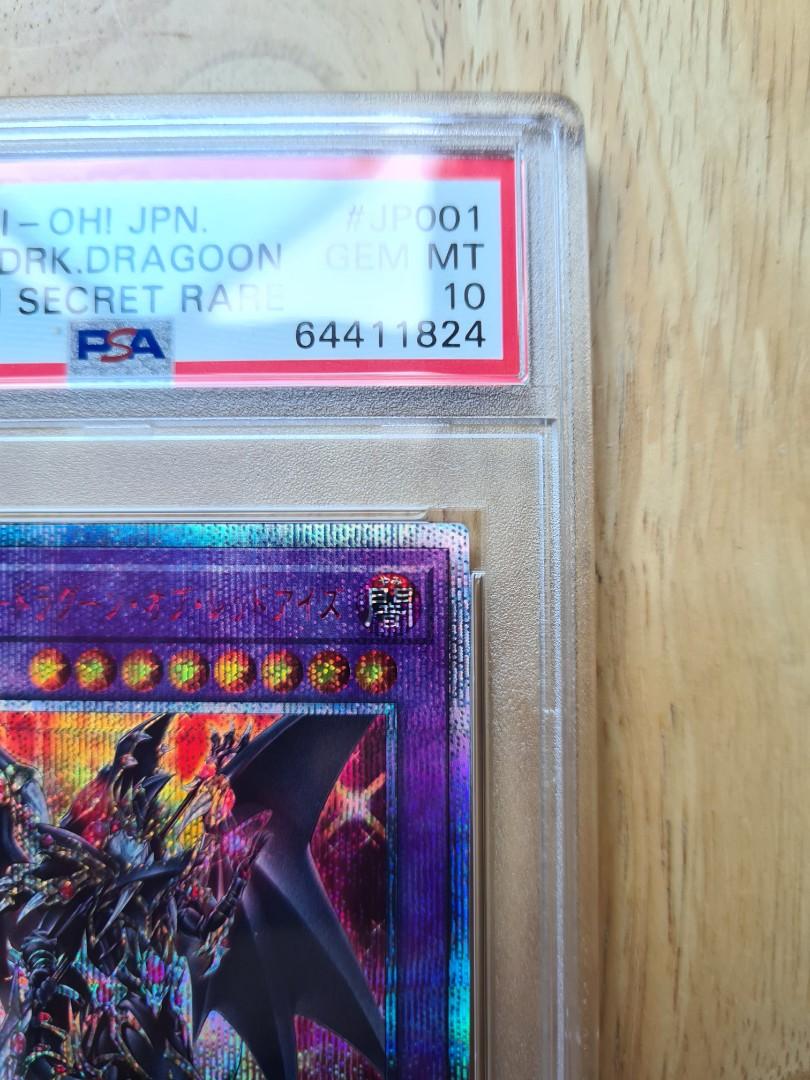 I-OH! JPN. #JP001
DRK.DRAGOON GEM MT
SECRET RARE 10
PSA 64411824
ードラグーン・オブ・レッドアイズ 闇